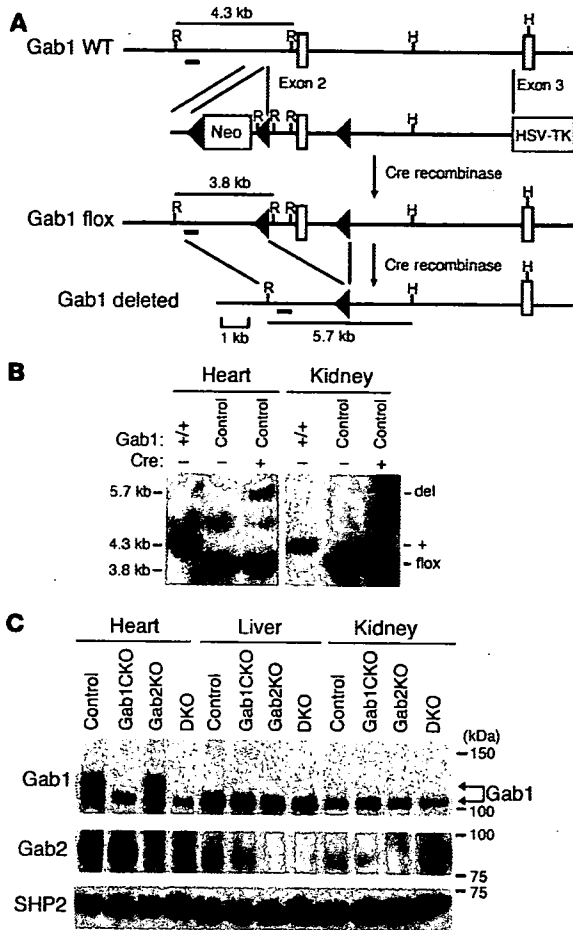 A
4.3 kb
Gab1 WT
R R H H
Exon 2 Exon 3
Neo R R R H HSV-TK
Cre recombinase
3.8 kb
Gab1 flox
R R R H H
Cre recombinase
Gab1 deleted
R H H
1 kb 5.7 kb
B
Heart Kidney
Gab1: +/+ Control Control +/+ Control Control
Cre: − − + − − +
5.7 kb del
4.3 kb +
3.8 kb flox
C
Heart Liver Kidney
Control Gab1CKO Gab2KO DKO Control Gab1CKO Gab2KO DKO Control Gab1CKO Gab2KO DKO
(kDa)
150
Gab1 Gab1
100
Gab2 100
75
SHP2 75